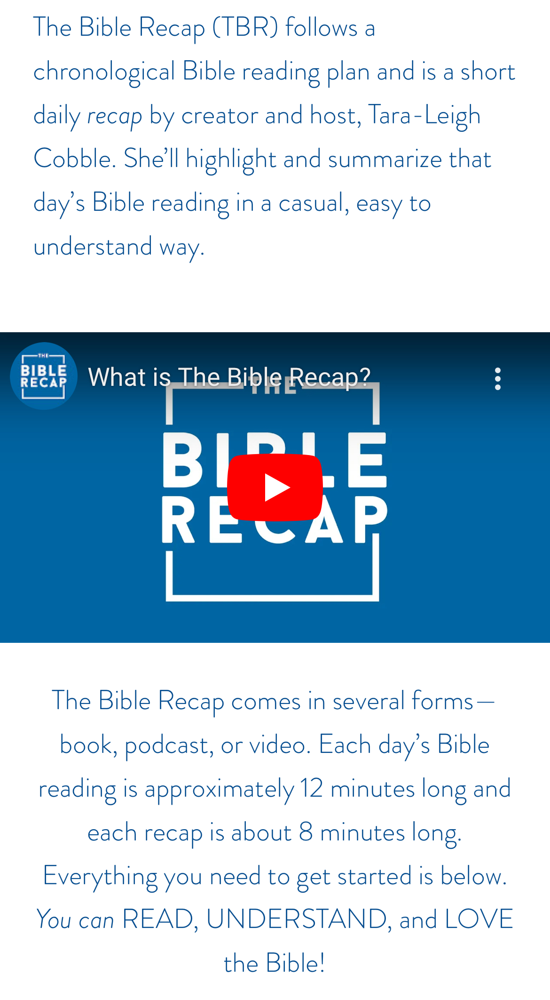 The Bible Recap (TBR) follows a
chronological Bible reading plan and is a short
daily recap by creator and host, Tara-Leigh
Cobble. She’ll highlight and summarize that
day’s Bible reading in a casual, easy to
understand way.
THE
BIBLE
RECAP
What is The Bible Recap?
THE
BIBLE
RECAP
The Bible Recap comes in several forms—
book, podcast, or video. Each day’s Bible
reading is approximately 12 minutes long and
each recap is about 8 minutes long.
Everything you need to get started is below.
You can READ, UNDERSTAND, and LOVE
the Bible!